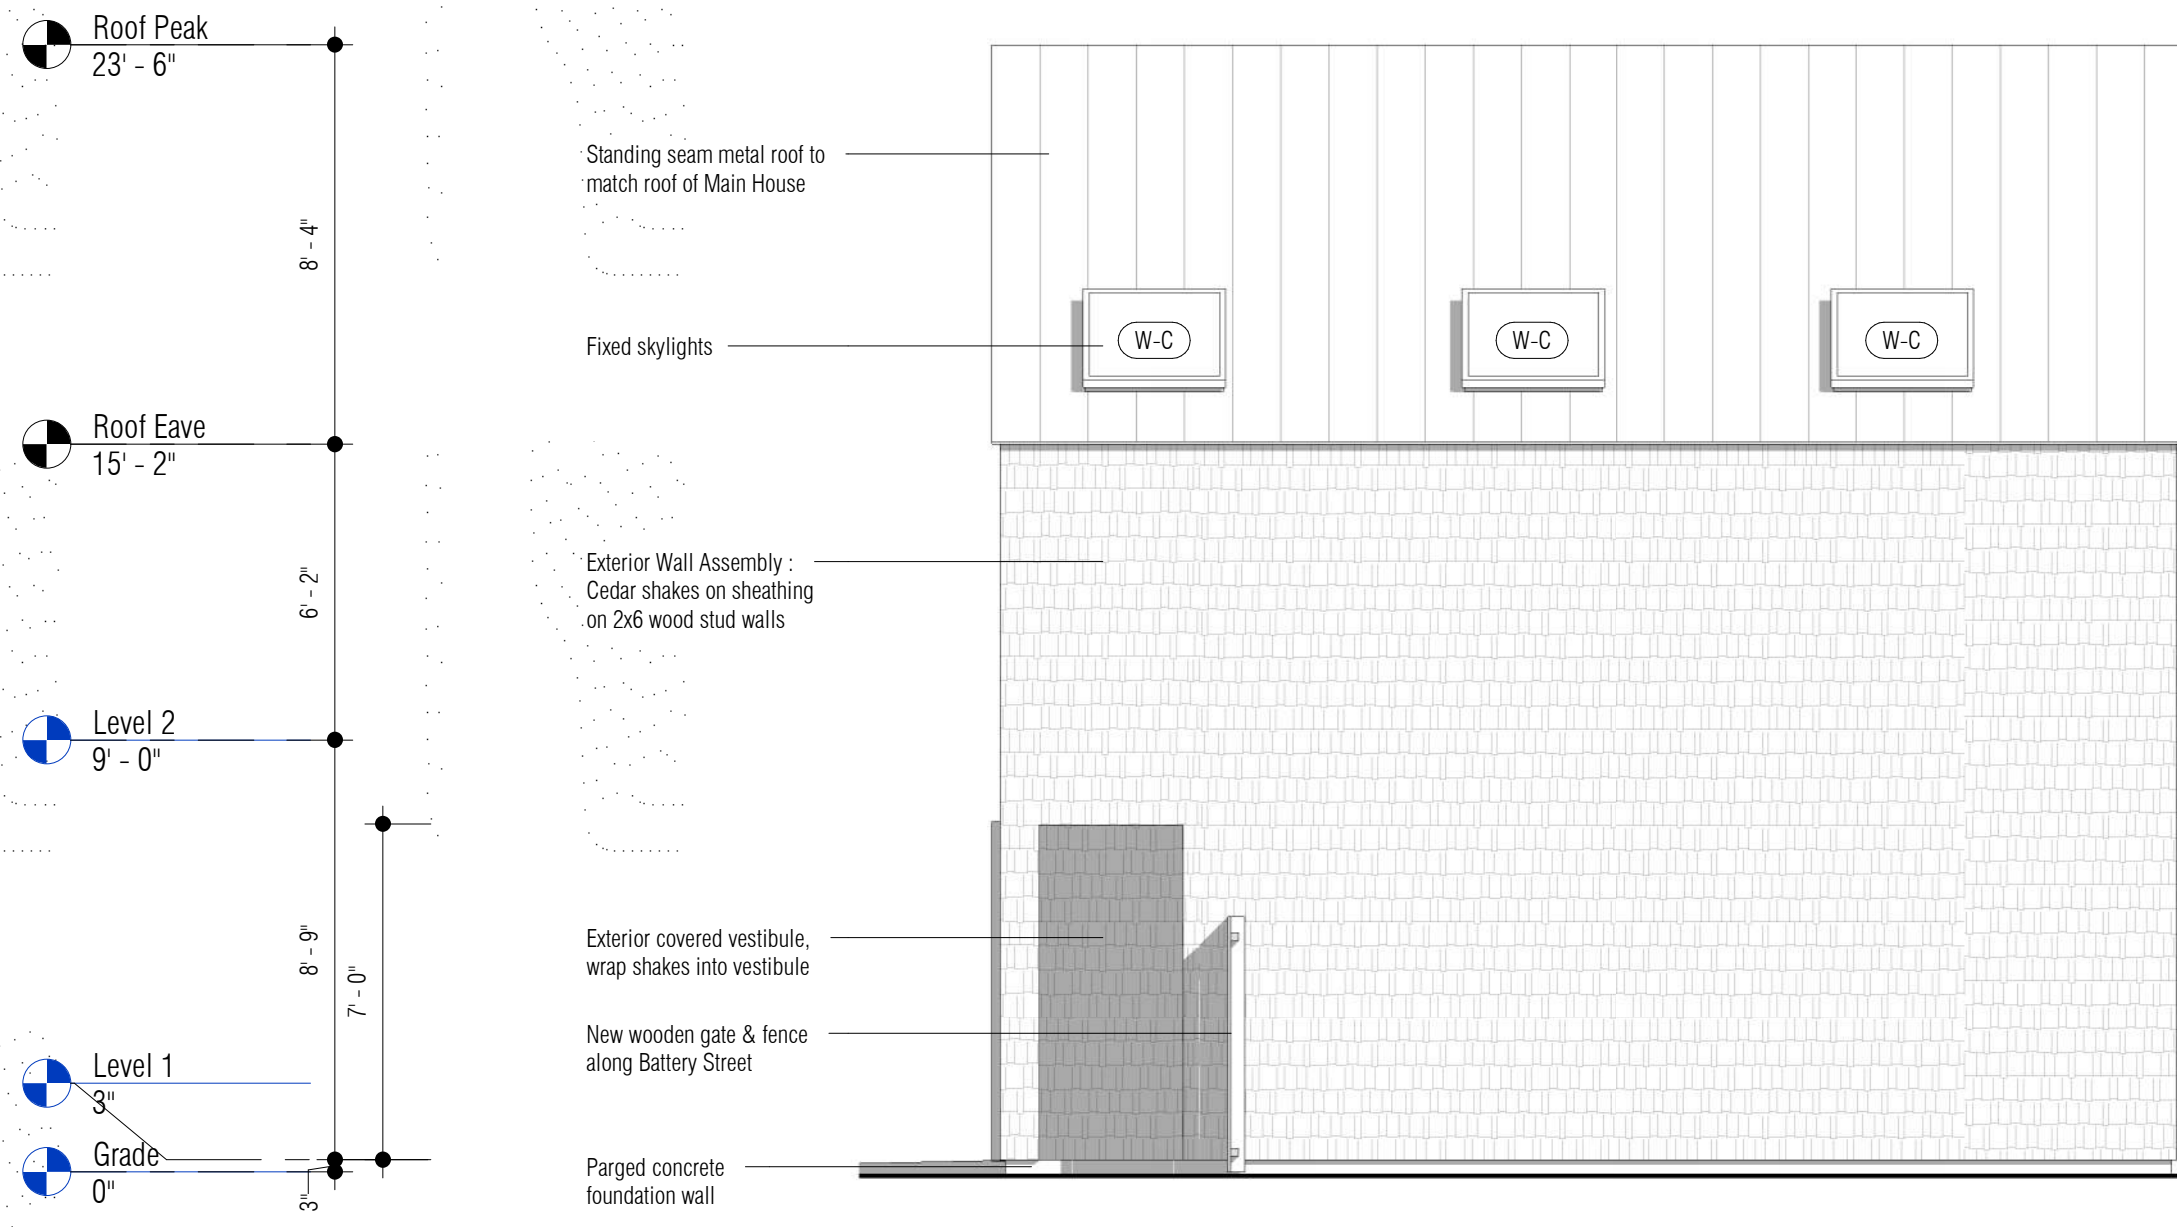 Roof Peak
23' - 6"
8' - 4"
Roof Eave
15' - 2"
6' - 2"
Level 2
9' - 0"
8' - 9"
7' - 0"
Level 1
3"
Grade
0"
3"
Standing seam metal roof to
match roof of Main House
Fixed skylights
W-C
W-C
W-C
Exterior Wall Assembly :
Cedar shakes on sheathing
on 2x6 wood stud walls
Exterior covered vestibule,
wrap shakes into vestibule
New wooden gate & fence
along Battery Street
Parged concrete
foundation wall